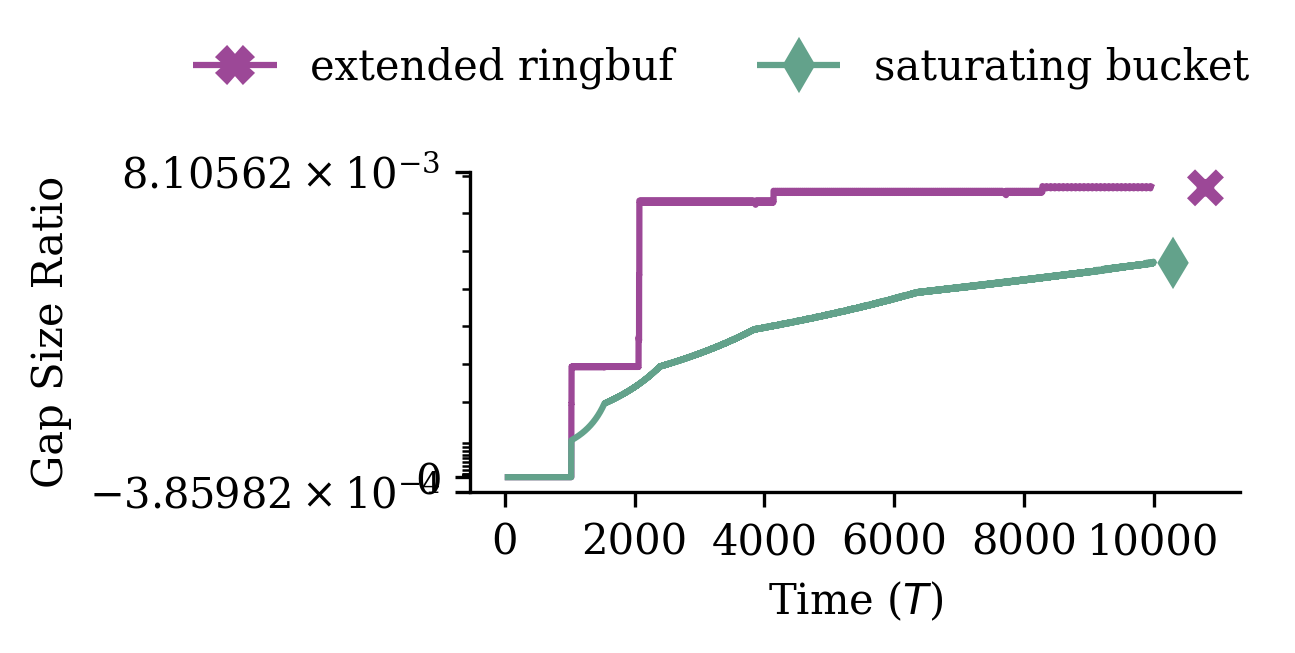 extended ringbuf saturating bucket
8.10562 × 10⁻³
0
−3.85982 × 10⁻⁴
Gap Size Ratio
0 2000 4000 6000 8000 10000
Time (T)